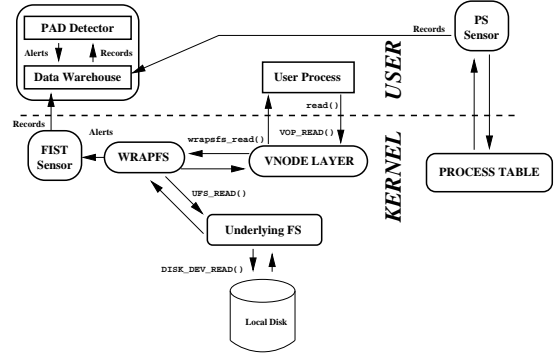 PAD Detector
Alerts
Records
Data Warehouse
Records
PS
Sensor
USER
User Process
read()
Records
Alerts
wrapsfs_read()
VOP_READ()
FIST
Sensor
WRAPFS
VNODE LAYER
KERNEL
PROCESS TABLE
UFS_READ()
Underlying FS
DISK_DEV_READ()
Local Disk